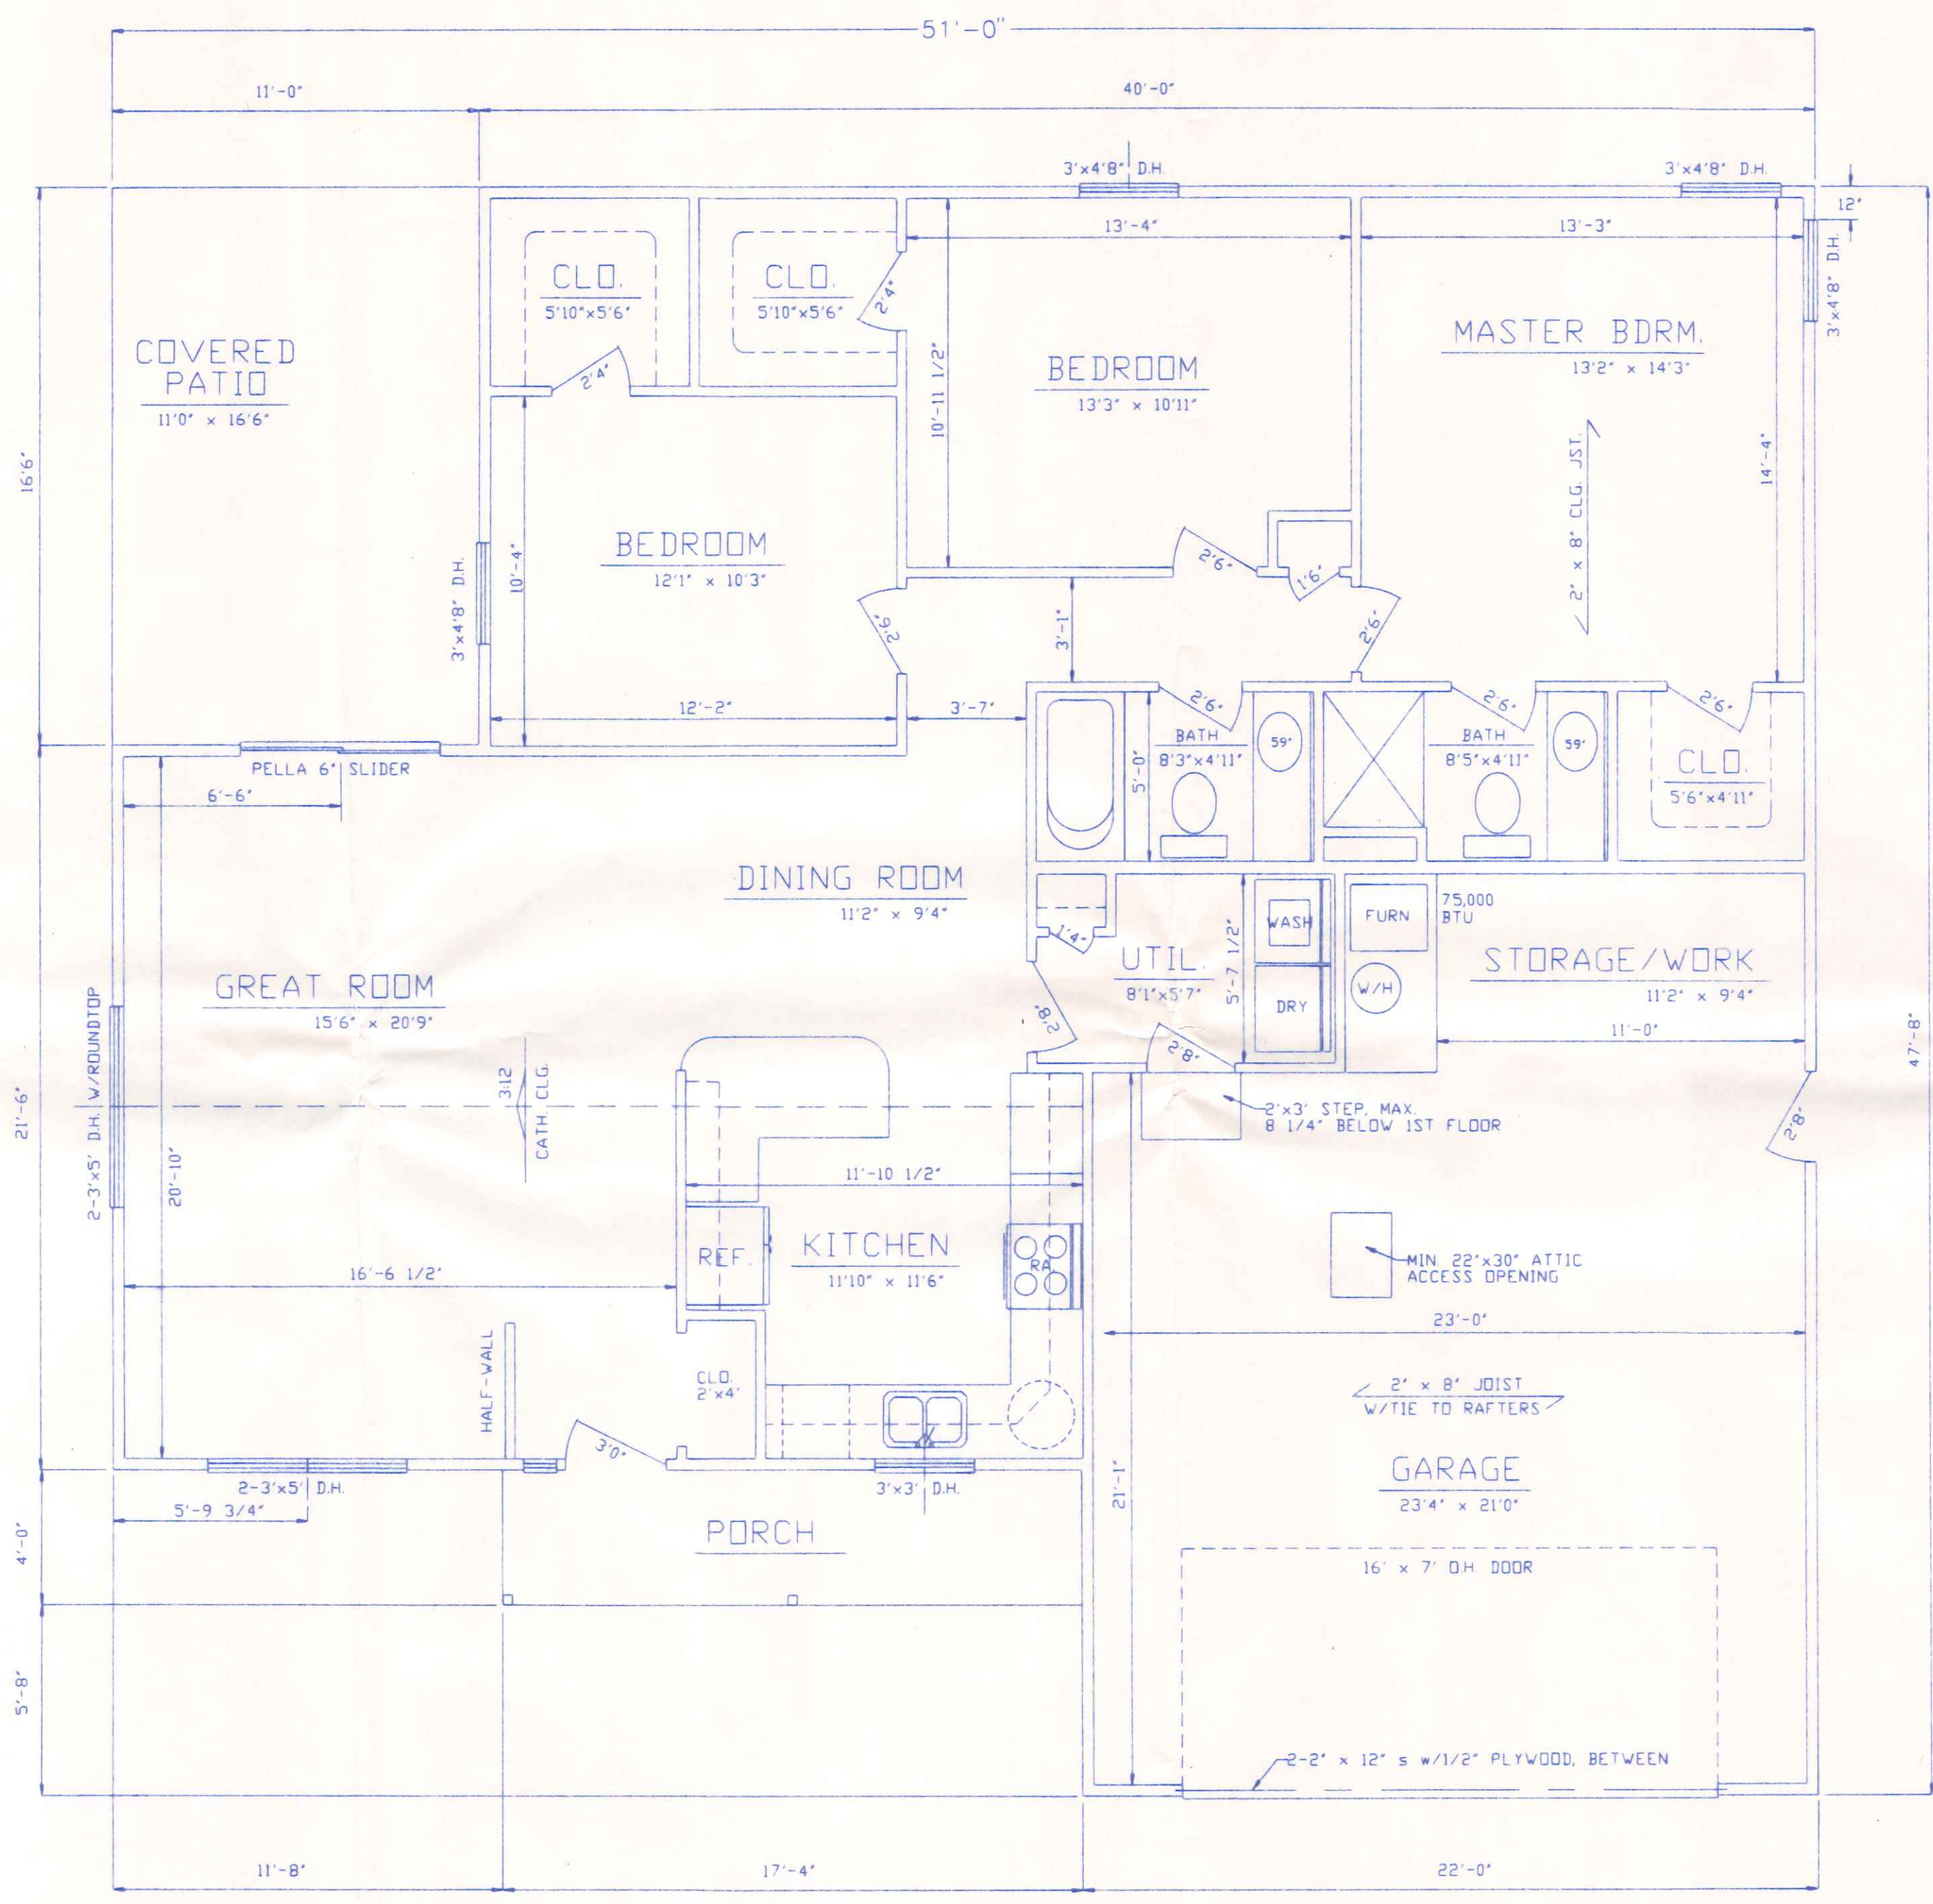 51'-0"
11'-0"
40'-0"
3'x4'8" D.H.
3'x4'8" D.H.
12"
13'-4"
13'-3"
3'x4'8" D.H.
CLO.
5'10"x5'6"
CLO.
5'10"x5'6"
2'4"
2'4"
COVERED
PATIO
11'0" x 16'6"
16'6"
10'-11 1/2"
BEDROOM
13'3" x 10'11"
MASTER BDRM.
13'2" x 14'3"
14'-4"
2" x 8" CLG. JST.
BEDROOM
12'1" x 10'3"
10'-4"
3'x4'8" D.H.
2'6"
1'6"
2'6"
2'6"
3'-1"
12'-2"
3'-7"
2'6"
2'6"
2'6"
BATH
8'3"x4'11"
59"
5'-0"
BATH
8'5"x4'11"
59"
CLO.
5'6"x4'11"
PELLA 6" SLIDER
6'-6"
DINING ROOM
11'2" x 9'4"
1'4"
WASH
FURN
75,000
BTU
UTIL.
8'1"x5'7"
5'-7 1/2"
DRY
W/H
STORAGE/WORK
11'2" x 9'4"
11'-0"
GREAT ROOM
15'6" x 20'9"
2'8"
2'8"
47'-8"
2-3'x5' D.H. W/ROUNDTOP
21'-6"
20'-10"
3:12
CATH. CLG.
2'x3' STEP, MAX.
8 1/4" BELOW 1ST FLOOR
2'8"
11'-10 1/2"
REF.
KITCHEN
11'10" x 11'6"
RA.
MIN. 22"x30" ATTIC
ACCESS OPENING
16'-6 1/2"
23'-0"
HALF-WALL
CLO.
2'x4'
2" x 8" JOIST
W/TIE TO RAFTERS
3'0"
GARAGE
23'4" x 21'0"
21'-1"
2-3'x5' D.H.
5'-9 3/4"
3'x3' D.H.
4'-0"
PORCH
16' x 7' O.H. DOOR
5'-8"
2-2" x 12" s w/1/2" PLYWOOD, BETWEEN
11'-8"
17'-4"
22'-0"